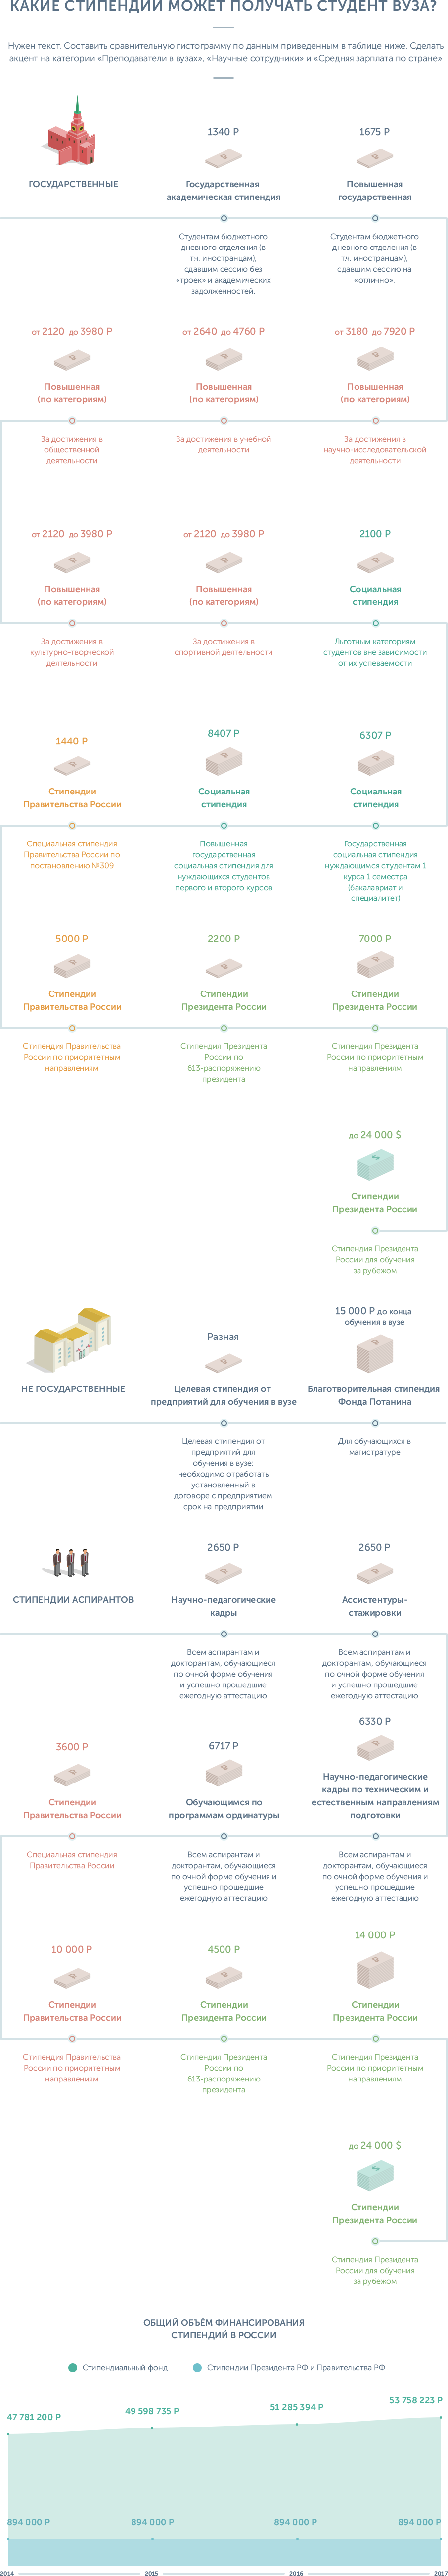 КАКИЕ СТИПЕНДИИ МОЖЕТ ПОЛУЧАТЬ СТУДЕНТ ВУЗА?
Нужен текст. Составить сравнительную гистограмму по данным приведенным в таблице ниже. Сделать
акцент на категории «Преподаватели в вузах», «Научные сотрудники» и «Средняя зарплата по стране»
ГОСУДАРСТВЕННЫЕ
1340 Р
Государственная
академическая стипендия
Студентам бюджетного
дневного отделения (в
т.ч. иностранцам),
сдавшим сессию без
«троек» и академических
задолженностей.
1675 Р
Повышенная
государственная
Студентам бюджетного
дневного отделения (в
т.ч. иностранцам),
сдавшим сессию на
«отлично».
от 2120 до 3980 Р
Повышенная
(по категориям)
За достижения в
общественной
деятельности
от 2640 до 4760 Р
Повышенная
(по категориям)
За достижения в учебной
деятельности
от 3180 до 7920 Р
Повышенная
(по категориям)
За достижения в
научно-исследовательской
деятельности
от 2120 до 3980 Р
Повышенная
(по категориям)
За достижения в
культурно-творческой
деятельности
от 2120 до 3980 Р
Повышенная
(по категориям)
За достижения в
спортивной деятельности
2100 Р
Социальная
стипендия
Льготным категориям
студентов вне зависимости
от их успеваемости
1440 Р
Стипендии
Правительства России
Специальная стипендия
Правительства России по
постановлению №309
8407 Р
Социальная
стипендия
Повышенная
государственная
социальная стипендия для
нуждающихся студентов
первого и второго курсов
6307 Р
Социальная
стипендия
Государственная
социальная стипендия
нуждающимся студентам 1
курса 1 семестра
(бакалавриат и
специалитет)
5000 Р
Стипендии
Правительства России
Стипендия Правительства
России по приоритетным
направлениям
2200 Р
Стипендии
Президента России
Стипендия Президента
России по
613-распоряжению
президента
7000 Р
Стипендии
Президента России
Стипендия Президента
России по приоритетным
направлениям
до 24 000 $
Стипендии
Президента России
Стипендия Президента
России для обучения
за рубежом
НЕ ГОСУДАРСТВЕННЫЕ
Разная
Целевая стипендия от
предприятий для обучения в вузе
Целевая стипендия от
предприятий для
обучения в вузе:
необходимо отработать
установленный в
договоре с предприятием
срок на предприятии
15 000 Р до конца
обучения в вузе
Благотворительная стипендия
Фонда Потанина
Для обучающихся в
магистратуре
СТИПЕНДИИ АСПИРАНТОВ
2650 Р
Научно-педагогические
кадры
Всем аспирантам и
докторантам, обучающиеся
по очной форме обучения
и успешно прошедшие
ежегодную аттестацию
2650 Р
Ассистентуры-
стажировки
Всем аспирантам и
докторантам, обучающиеся
по очной форме обучения
и успешно прошедшие
ежегодную аттестацию
3600 Р
Стипендии
Правительства России
Специальная стипендия
Правительства России
6717 Р
Обучающимся по
программам ординатуры
Всем аспирантам и
докторантам, обучающиеся
по очной форме обучения и
успешно прошедшие
ежегодную аттестацию
6330 Р
Научно-педагогические
кадры по техническим и
естественным направлениям
подготовки
Всем аспирантам и
докторантам, обучающиеся
по очной форме обучения и
успешно прошедшие
ежегодную аттестацию
10 000 Р
Стипендии
Правительства России
Стипендия Правительства
России по приоритетным
направлениям
4500 Р
Стипендии
Президента России
Стипендия Президента
России по
613-распоряжению
президента
14 000 Р
Стипендии
Президента России
Стипендия Президента
России по приоритетным
направлениям
до 24 000 $
Стипендии
Президента России
Стипендия Президента
России для обучения
за рубежом
ОБЩИЙ ОБЪЁМ ФИНАНСИРОВАНИЯ
СТИПЕНДИЙ В РОССИИ
Стипендиальный фонд
Стипендии Президента РФ и Правительства РФ
47 781 200 Р
49 598 735 Р
51 285 394 Р
53 758 223 Р
894 000 Р
894 000 Р
894 000 Р
894 000 Р
2014
2015
2016
2017